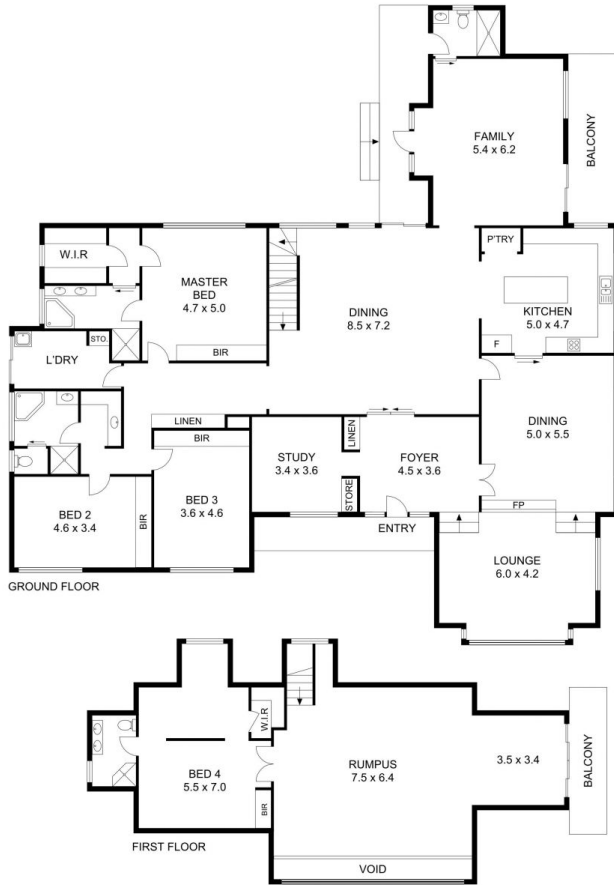 FAMILY
5.4 x 6.2
BALCONY
W.I.R
MASTER
BED
4.7 x 5.0
BIR
P'TRY
KITCHEN
5.0 x 4.7
F
DINING
8.5 x 7.2
STO.
L'DRY
LINEN
BIR
LINEN
STUDY
3.4 x 3.6
FOYER
4.5 x 3.6
STORE
DINING
5.0 x 5.5
FP
BED 2
4.6 x 3.4
BIR
BED 3
3.6 x 4.6
ENTRY
LOUNGE
6.0 x 4.2
GROUND FLOOR
W.I.R
BED 4
5.5 x 7.0
BIR
RUMPUS
7.5 x 6.4
3.5 x 3.4
BALCONY
VOID
FIRST FLOOR